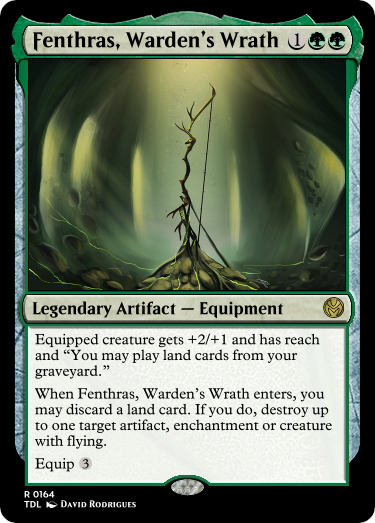 Fenthras, Warden's Wrath 1
Legendary Artifact — Equipment
Equipped creature gets +2/+1 and has reach
and “You may play land cards from your
graveyard.”
When Fenthras, Warden's Wrath enters, you
may discard a land card. If you do, destroy up
to one target artifact, enchantment or creature
with flying.
Equip 3
R 0164
TDL David Rodrigues